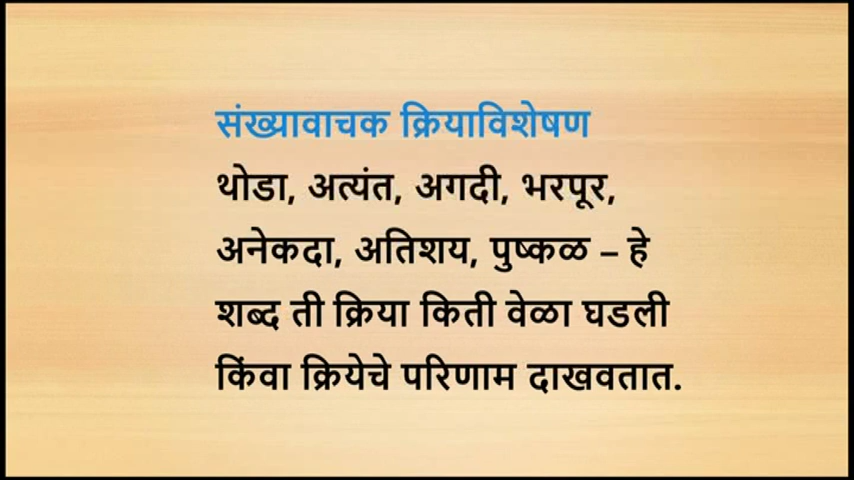 संख्यावाचक क्रियाविशेषण
थोडा, अत्यंत, अगदी, भरपूर,
अनेकदा, अतिशय, पुष्कळ – हे
शब्द ती क्रिया किती वेळा घडली
किंवा क्रियेचे परिणाम दाखवतात.